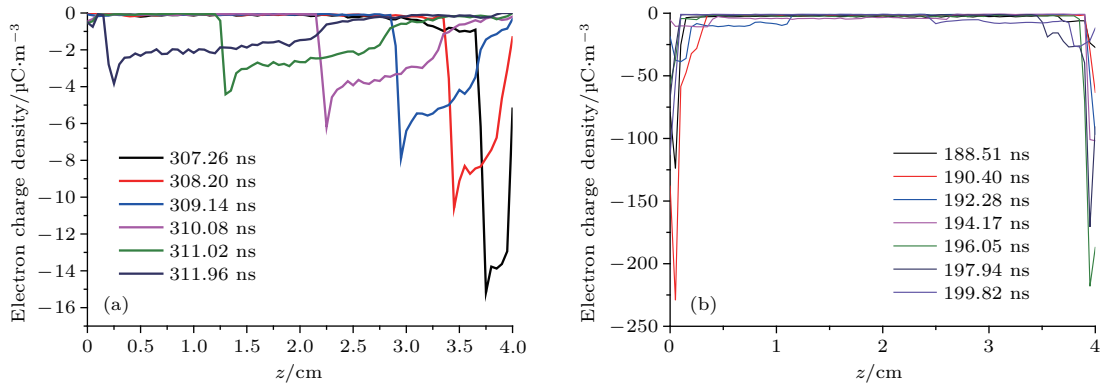 Electron charge density/μC·m−3
0
−2
−4
−6
−8
−10
−12
−14
−16
307.26 ns
308.20 ns
309.14 ns
310.08 ns
311.02 ns
311.96 ns
(a)
0 0.5 1.0 1.5 2.0 2.5 3.0 3.5 4.0
z/cm
Electron charge density/μC·m−3
0
−50
−100
−150
−200
−250
188.51 ns
190.40 ns
192.28 ns
194.17 ns
196.05 ns
197.94 ns
199.82 ns
(b)
0 1 2 3 4
z/cm